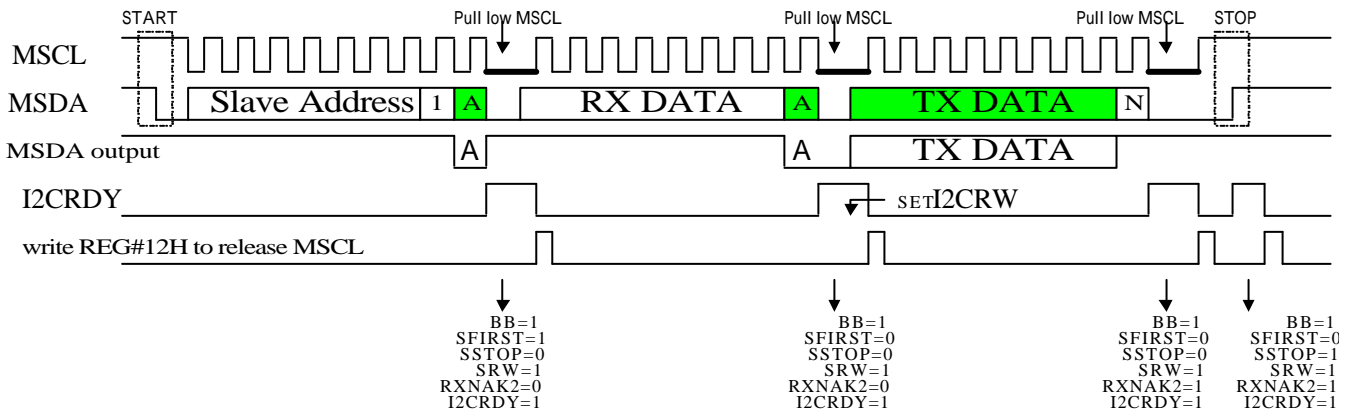 START Pull low MSCL Pull low MSCL Pull low MSCL STOP
MSCL
MSDA Slave Address 1 A RX DATA A TX DATA N
MSDA output A A TX DATA
I2CRDY SETI2CRW
write REG#12H to release MSCL
BB=1 BB=1 BB=1 BB=1
SFIRST=1 SFIRST=0 SFIRST=0 SFIRST=0
SSTOP=0 SSTOP=0 SSTOP=0 SSTOP=1
SRW=1 SRW=1 SRW=1 SRW=1
RXNAK2=0 RXNAK2=0 RXNAK2=1 RXNAK2=1
I2CRDY=1 I2CRDY=1 I2CRDY=1 I2CRDY=1